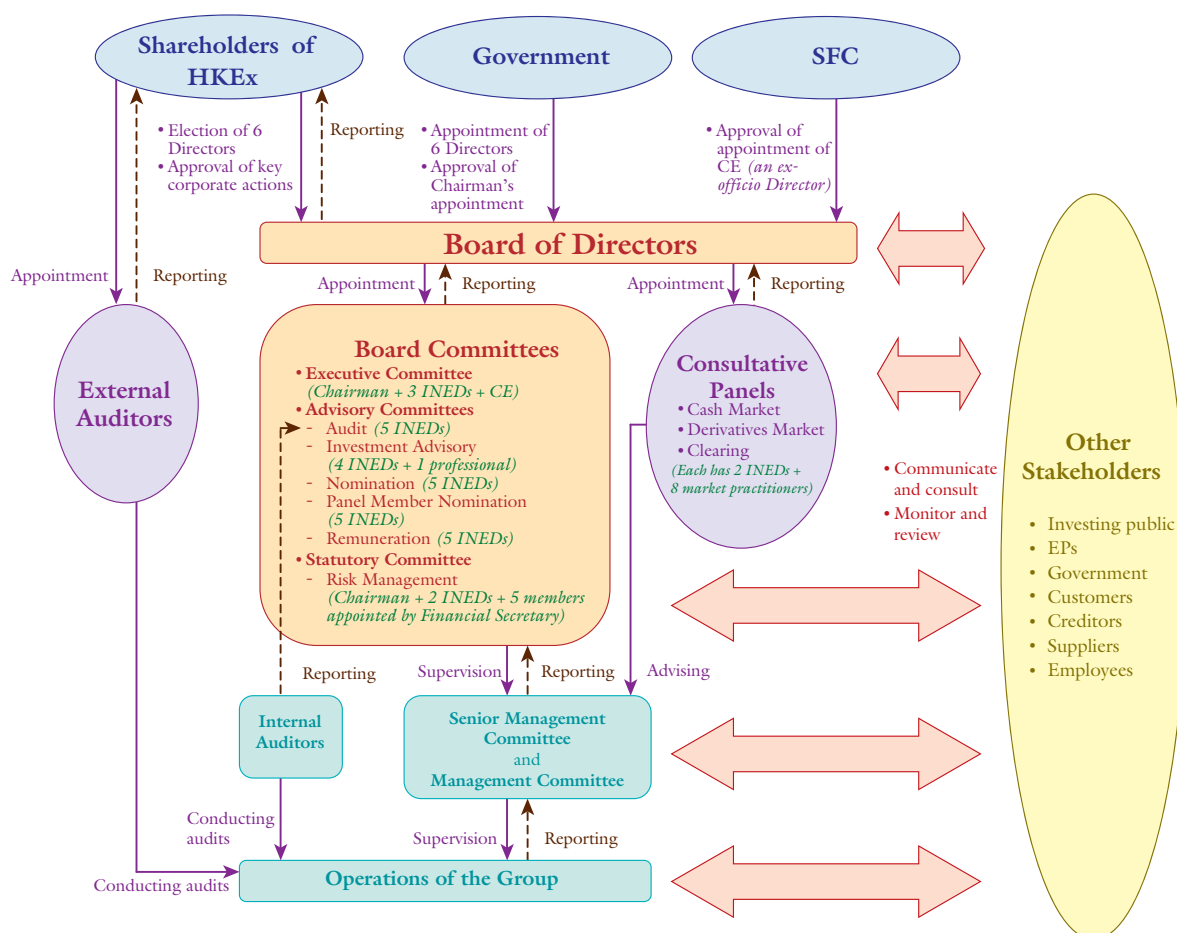 Shareholders of
HKEx
Government
SFC
• Election of 6
Directors
• Approval of key
corporate actions
Reporting
• Appointment of
6 Directors
• Approval of
Chairman's
appointment
• Approval of
appointment of
CE (an ex-
officio Director)
Board of Directors
Appointment
Reporting
Appointment
Reporting
Appointment
Reporting
External
Auditors
Board Committees
• Executive Committee
(Chairman + 3 INEDs + CE)
• Advisory Committees
- Audit (5 INEDs)
- Investment Advisory
(4 INEDs + 1 professional)
- Nomination (5 INEDs)
- Panel Member Nomination
(5 INEDs)
- Remuneration (5 INEDs)
• Statutory Committee
- Risk Management
(Chairman + 2 INEDs + 5 members
appointed by Financial Secretary)
Consultative
Panels
• Cash Market
• Derivatives Market
• Clearing
(Each has 2 INEDs +
8 market practitioners)
• Communicate
and consult
• Monitor and
review
Other
Stakeholders
• Investing public
• EPs
• Government
• Customers
• Creditors
• Suppliers
• Employees
Reporting
Supervision
Reporting
Advising
Internal
Auditors
Senior Management
Committee
and
Management Committee
Conducting
audits
Supervision
Reporting
Conducting audits
Operations of the Group